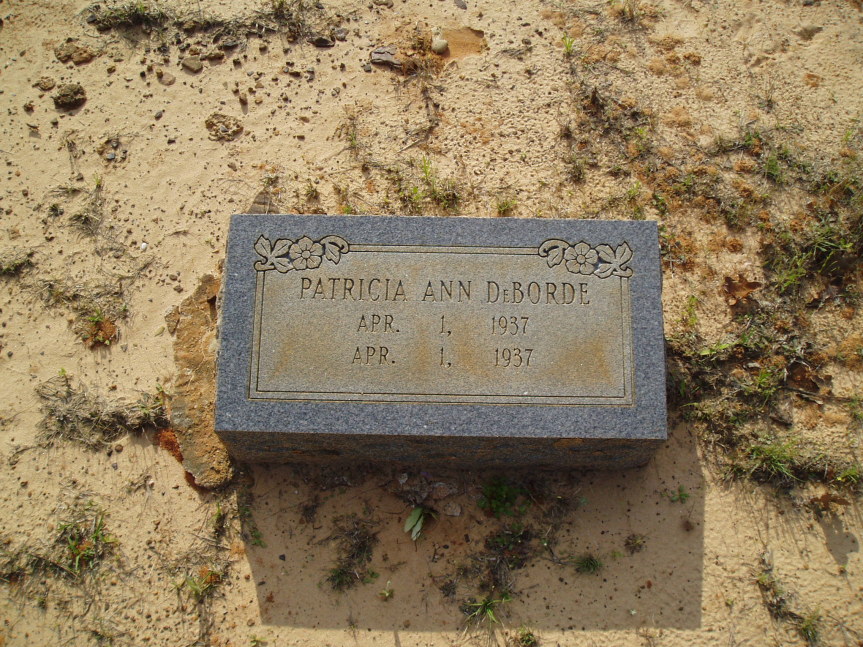 PATRICIA ANN DeBORDE
APR. 1, 1937
APR. 1, 1937